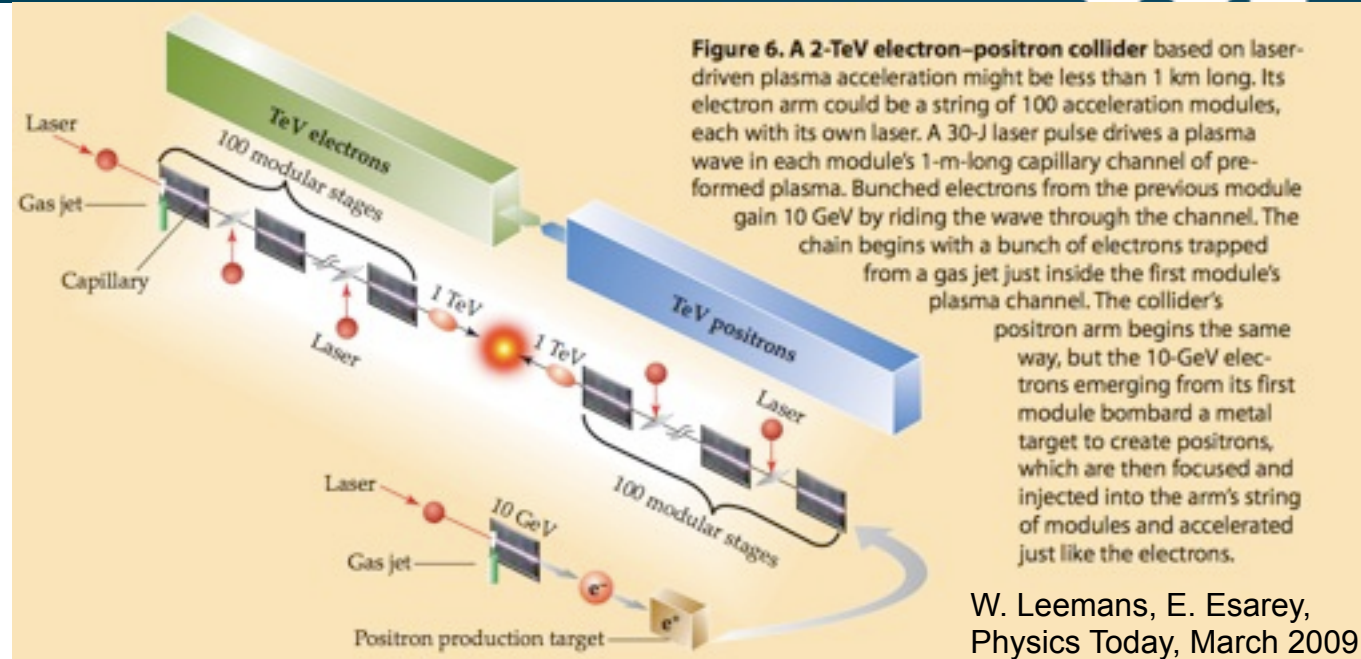 Figure 6. A 2-TeV electron–positron collider based on laser-
driven plasma acceleration might be less than 1 km long. Its
electron arm could be a string of 100 acceleration modules,
each with its own laser. A 30-J laser pulse drives a plasma
wave in each module's 1-m-long capillary channel of pre-
formed plasma. Bunched electrons from the previous module
gain 10 GeV by riding the wave through the channel. The
chain begins with a bunch of electrons trapped
from a gas jet just inside the first module's
plasma channel. The collider's
positron arm begins the same
way, but the 10-GeV elec-
trons emerging from its first
module bombard a metal
target to create positrons,
which are then focused and
injected into the arm's string
of modules and accelerated
just like the electrons.
TeV electrons
Laser
100 modular stages
Gas jet
Capillary
Laser
1 TeV
1 TeV
TeV positrons
Laser
100 modular stages
Laser
10 GeV
Gas jet
e−
e+
Positron production target
W. Leemans, E. Esarey,
Physics Today, March 2009